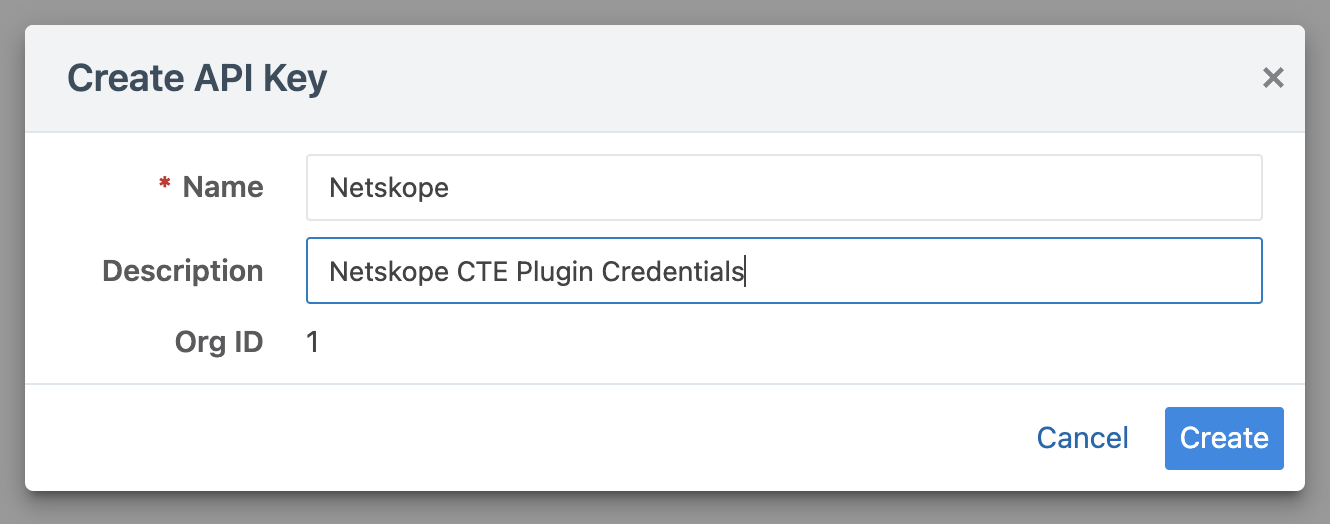 Create API Key ×
* Name Netskope
Description Netskope CTE Plugin Credentials
Org ID 1
Cancel Create